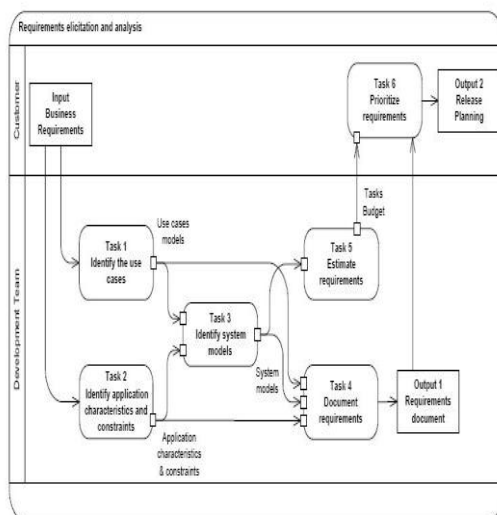 Requirements elicitation and analysis
Customer
Input
Business
Requirements
Task 6
Prioritize
requirements
Output 2
Release
Planning
Development Team
Task 1
Identify the use
cases
Use cases
models
Tasks
Budget
Task 5
Estimate
requirements
Task 3
Identify system
models
Task 2
Identify application
characteristics and
constraints
System
models
Task 4
Document
requirements
Output 1
Requirements
document
Application
characteristics
& constraints